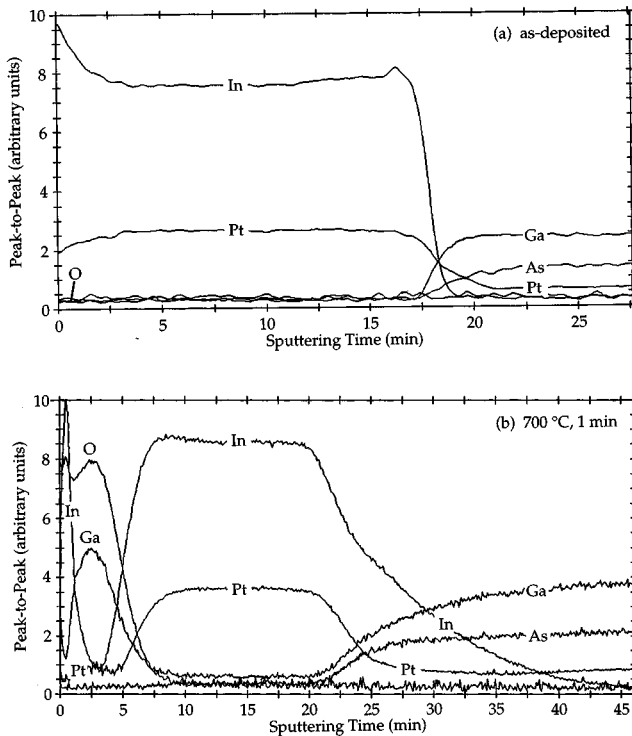 (a) as-deposited
Peak-to-Peak (arbitrary units)
10
8
6
4
2
0
In
Pt
O
Ga
As
Pt
0 5 10 15 20 25
Sputtering Time (min)
(b) 700 °C, 1 min
Peak-to-Peak (arbitrary units)
10
8
6
4
2
0
O
In
In
Ga
Pt
Ga
In
As
Pt
Pt
0 5 10 15 20 25 30 35 40 45
Sputtering Time (min)